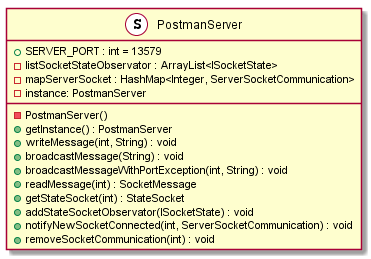 S PostmanServer
SERVER_PORT : int = 13579
listSocketStateObserver : ArrayList<ISocketState>
mapServerSocket : HashMap<Integer, ServerSocketCommunication>
instance: PostmanServer
PostmanServer()
getInstance() : PostmanServer
writeMessage(int, String) : void
broadcastMessage(String) : void
broadcastMessageWithPortException(int, String) : void
readMessage(int) : SocketMessage
getStateSocket(int) : StateSocket
addStateSocketObserver(ISocketState) : void
notifyNewSocketConnected(int, ServerSocketCommunication) : void
removeSocketCommunication(int) : void